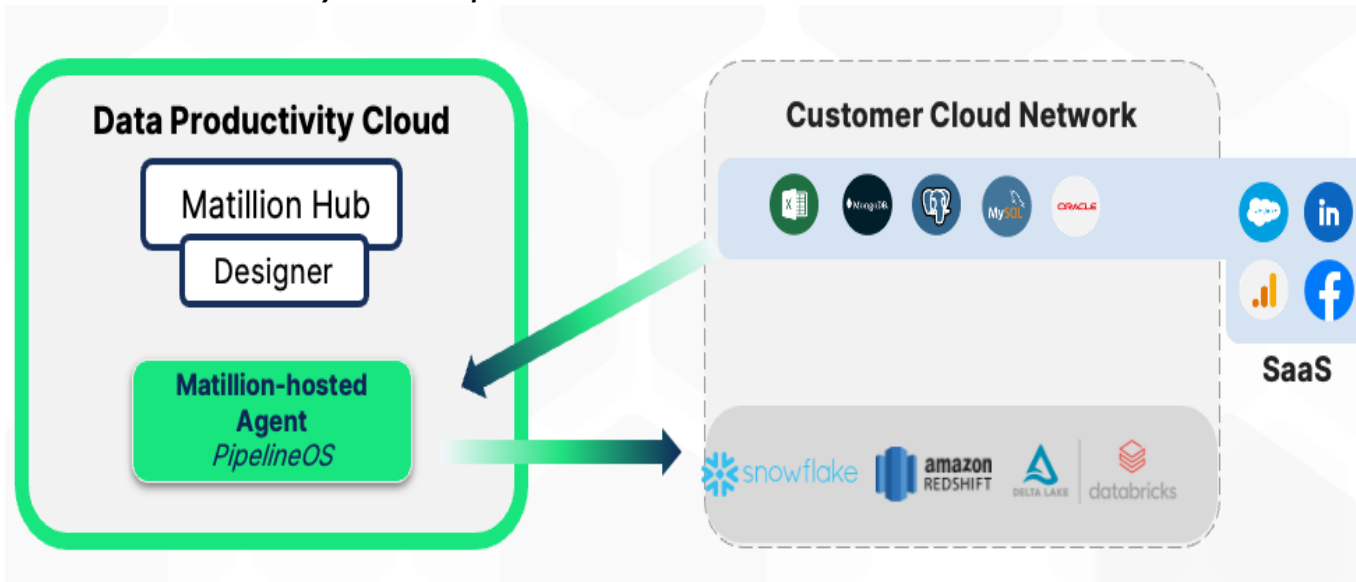 Data Productivity Cloud
Matillion Hub
Designer
Matillion-hosted
Agent
PipelineOS
Customer Cloud Network
MongoDB
MySQL
ORACLE
in
SaaS
snowflake
amazon
REDSHIFT
DELTA LAKE
databricks